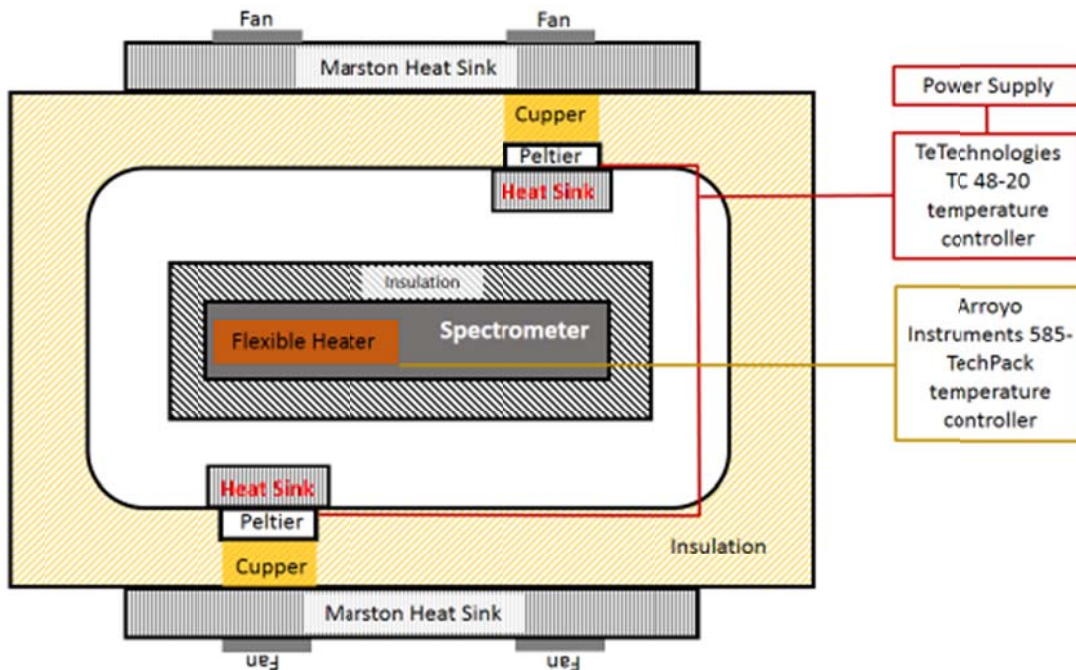 Fan
Fan
Marston Heat Sink
Cupper
Peltier
Heat Sink
Power Supply
TeTechnologies
TC 48-20
temperature
controller
Insulation
Spectrometer
Flexible Heater
Arroyo
Instruments 585-
TechPack
temperature
controller
Heat Sink
Peltier
Cupper
Insulation
Marston Heat Sink
Fan
Fan